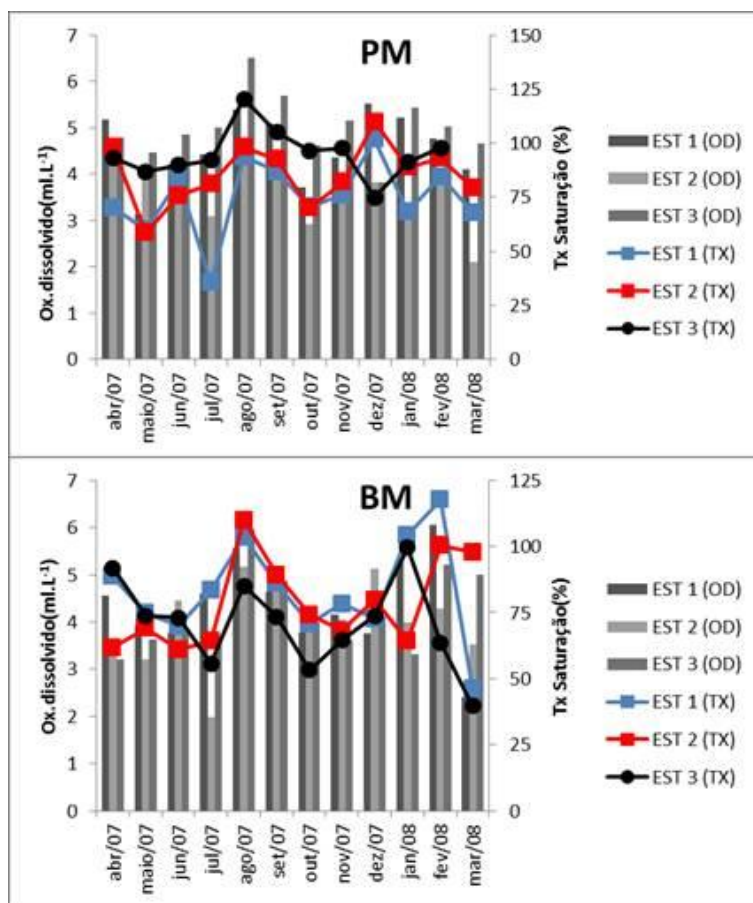 PM
7
6
5
4
3
2
1
0
Ox.dissolvido(ml.L-1)
150
125
100
75
50
25
0
Tx Saturação (%)
abr/07
maio/07
jun/07
jul/07
ago/07
set/07
out/07
nov/07
dez/07
jan/08
fev/08
mar/08
EST 1 (OD)
EST 2 (OD)
EST 3 (OD)
EST 1 (TX)
EST 2 (TX)
EST 3 (TX)
BM
7
6
5
4
3
2
1
0
Ox.dissolvido(ml.L-1)
125
100
75
50
25
0
Tx Saturação(%)
abr/07
maio/07
jun/07
jul/07
ago/07
set/07
out/07
nov/07
dez/07
jan/08
fev/08
mar/08
EST 1 (OD)
EST 2 (OD)
EST 3 (OD)
EST 1 (TX)
EST 2 (TX)
EST 3 (TX)